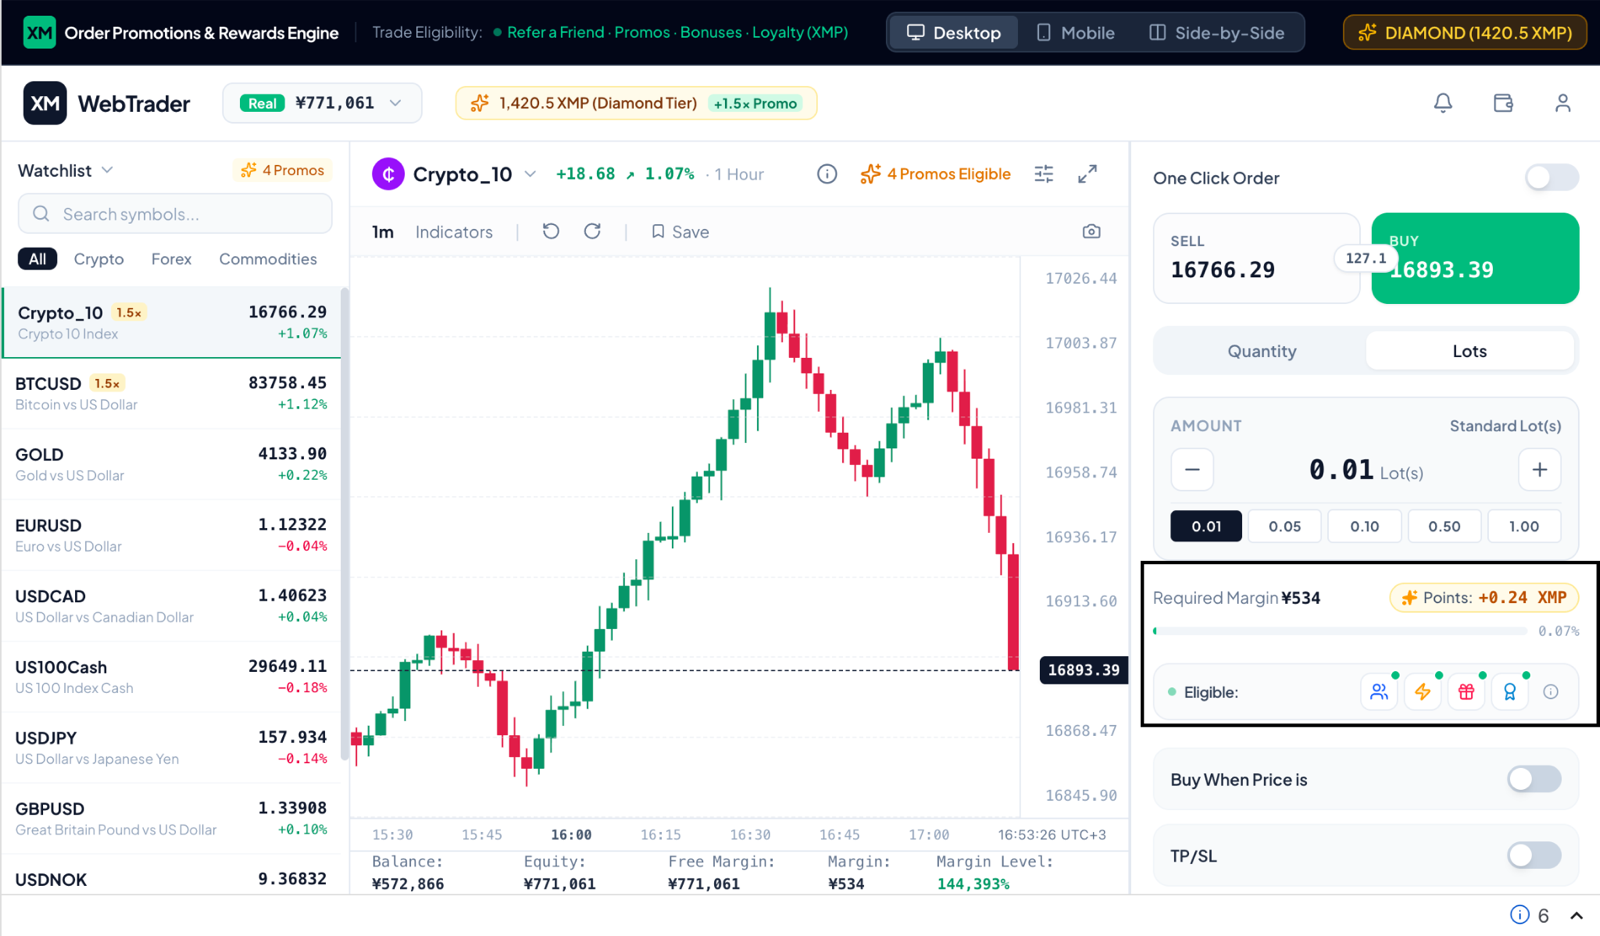 XM Order Promotions & Rewards Engine
Trade Eligibility: Refer a Friend · Promos · Bonuses · Loyalty (XMP)
Desktop
Mobile
Side-by-Side
DIAMOND (1420.5 XMP)
XM WebTrader
Real ¥771,061
1,420.5 XMP (Diamond Tier) +1.5x Promo
Watchlist
4 Promos
Search symbols...
All Crypto Forex Commodities
Crypto_10 1.5x 16766.29
Crypto 10 Index +1.07%
BTCUSD 1.5x 83758.45
Bitcoin vs US Dollar +1.12%
GOLD 4133.90
Gold vs US Dollar +0.22%
EURUSD 1.12322
Euro vs US Dollar -0.04%
USDCAD 1.40623
US Dollar vs Canadian Dollar +0.04%
US100Cash 29649.11
US 100 Index Cash -0.18%
USDJPY 157.934
US Dollar vs Japanese Yen -0.14%
GBPUSD 1.33908
Great Britain Pound vs US Dollar +0.10%
USDNOK 9.36832
₵ Crypto_10 +18.68 ↗ 1.07% · 1 Hour
4 Promos Eligible
1m Indicators Save
17026.44
17003.87
16981.31
16958.74
16936.17
16913.60
16893.39
16868.47
16845.90
15:30 15:45 16:00 16:15 16:30 16:45 17:00 16:53:26 UTC+3
Balance: Equity: Free Margin: Margin: Margin Level:
¥572,866 ¥771,061 ¥771,061 ¥534 144,393%
One Click Order
SELL
16766.29
127.1
BUY
16893.39
Quantity Lots
AMOUNT Standard Lot(s)
− 0.01 Lot(s) +
0.01 0.05 0.10 0.50 1.00
Required Margin ¥534
Points: +0.24 XMP
0.07%
Eligible:
Buy When Price is
TP/SL
6